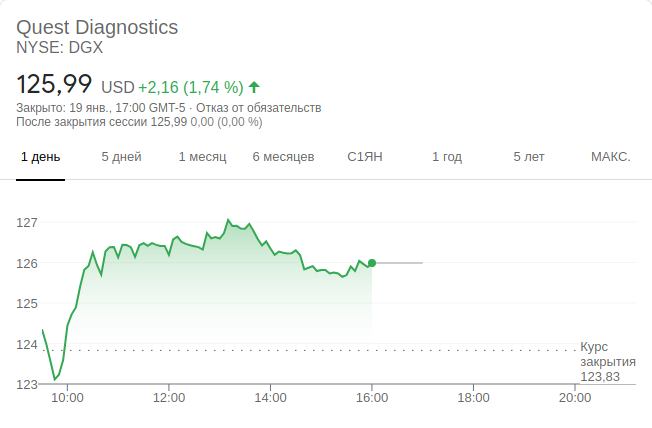 Quest Diagnostics
NYSE: DGX
125,99 USD +2,16 (1,74 %)
Закрыто: 19 янв., 17:00 GMT-5 · Отказ от обязательств
После закрытия сессии 125,99 0,00 (0,00 %)
1 день 5 дней 1 месяц 6 месяцев С1ЯН 1 год 5 лет МАКС.
127
126
125
124
Курс
закрытия
123,83
123
10:00 12:00 14:00 16:00 18:00 20:00